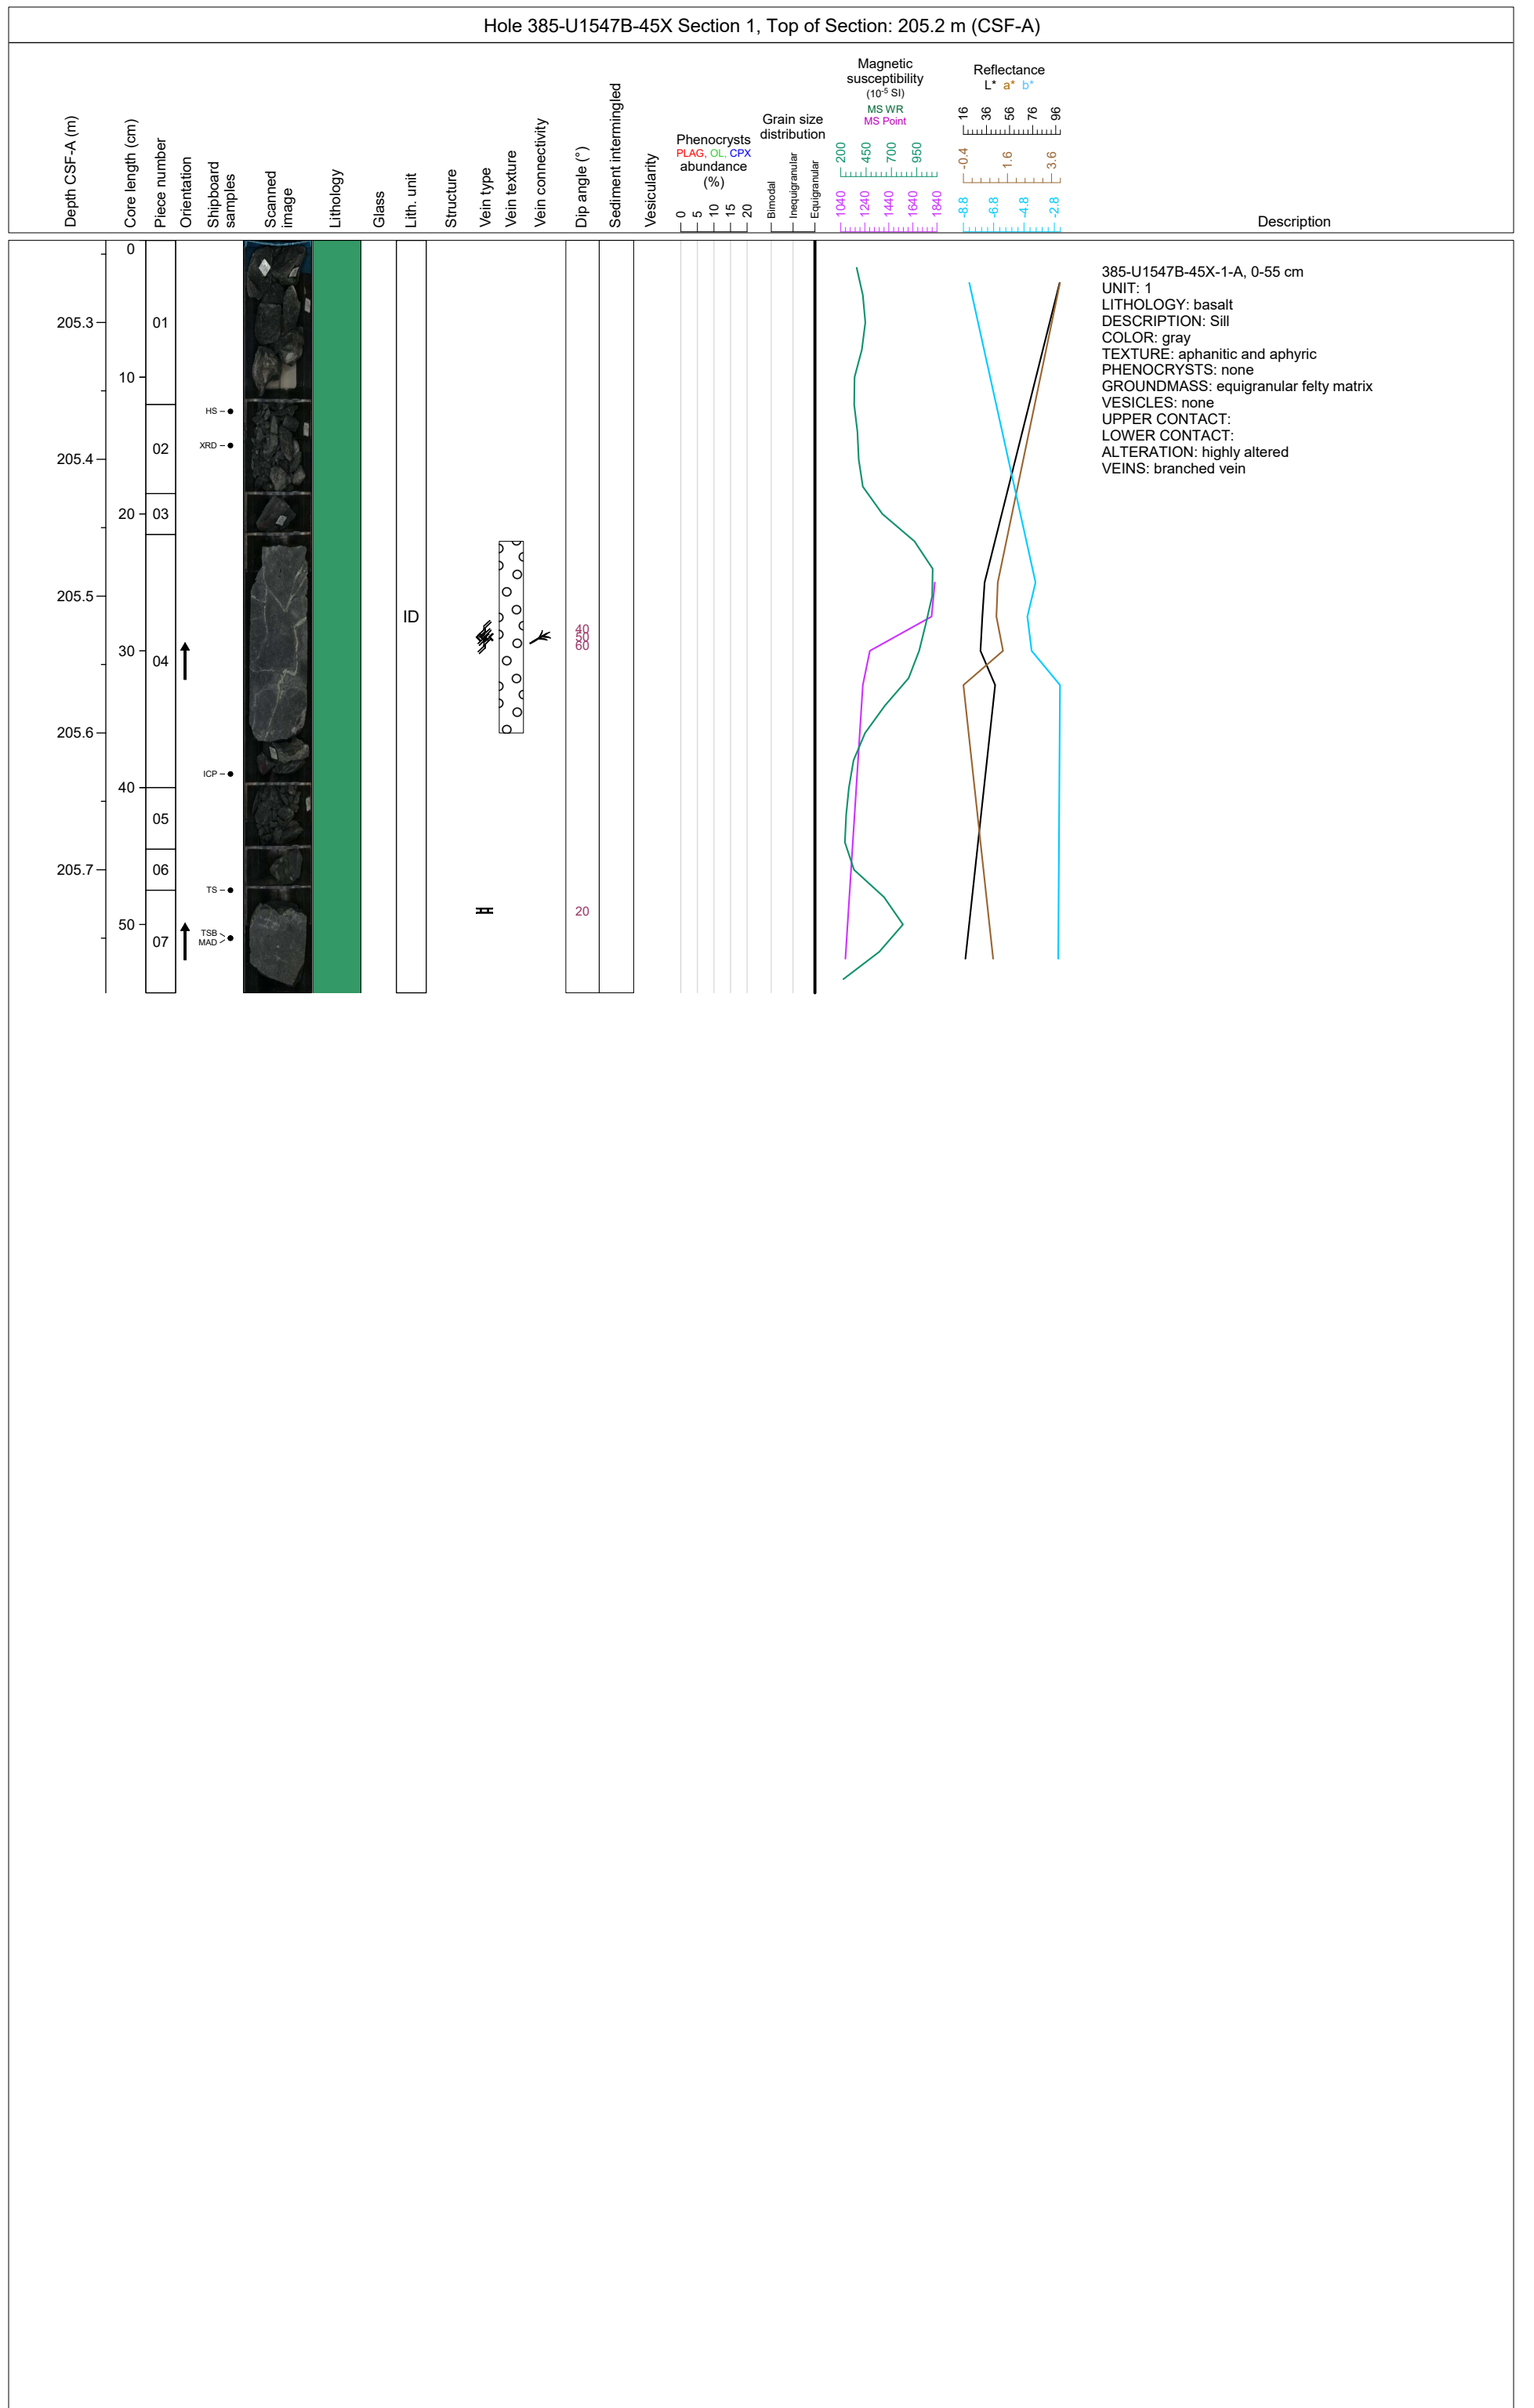 Hole 385-U1547B-45X Section 1, Top of Section: 205.2 m (CSF-A)
Depth CSF-A (m)
Core length (cm)
Piece number
Orientation
Shipboard
samples
Scanned
image
Lithology
Glass
Lith. unit
Structure
Vein type
Vein texture
Vein connectivity
Dip angle (°)
Sediment intermingled
Vesicularity
Phenocrysts
PLAG, OL, CPX
abundance
(%)
0 5 10 15 20
Grain size
distribution
Bimodal
Inequigranular
Equigranular
Magnetic
susceptibility
(10-5 SI)
MS WR
MS Point
200 450 700 950
1040 1240 1440 1640 1840
Reflectance
L* a* b*
16 36 56 76 96
-0.4 1.6 3.6
-8.8 -6.8 -4.8 -2.8
Description
0
205.3
01
10
HS
XRD
02
205.4
20
03
205.5
ID
40
50
60
30
04
205.6
ICP
40
05
205.7
06
TS
20
50
TSB
MAD
07
385-U1547B-45X-1-A, 0-55 cm
UNIT: 1
LITHOLOGY: basalt
DESCRIPTION: Sill
COLOR: gray
TEXTURE: aphanitic and aphyric
PHENOCRYSTS: none
GROUNDMASS: equigranular felty matrix
VESICLES: none
UPPER CONTACT:
LOWER CONTACT:
ALTERATION: highly altered
VEINS: branched vein